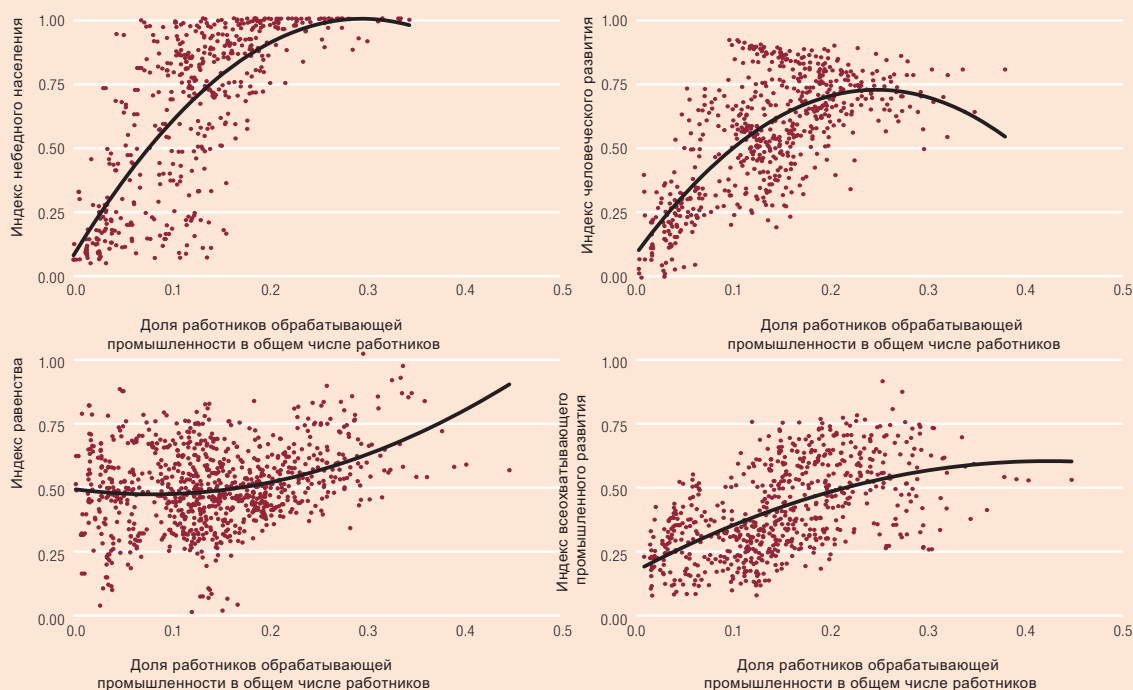 Индекс небедного населения
1.00
0.75
0.50
0.25
0.00
0.0 0.1 0.2 0.3 0.4 0.5
Доля работников обрабатывающей
промышленности в общем числе работников
Индекс человеческого развития
1.00
0.75
0.50
0.25
0.00
0.0 0.1 0.2 0.3 0.4 0.5
Доля работников обрабатывающей
промышленности в общем числе работников
Индекс равенства
1.00
0.75
0.50
0.25
0.00
0.0 0.1 0.2 0.3 0.4 0.5
Доля работников обрабатывающей
промышленности в общем числе работников
Индекс всеохватывающего
промышленного развития
1.00
0.75
0.50
0.25
0.00
0.0 0.1 0.2 0.3 0.4 0.5
Доля работников обрабатывающей
промышленности в общем числе работников